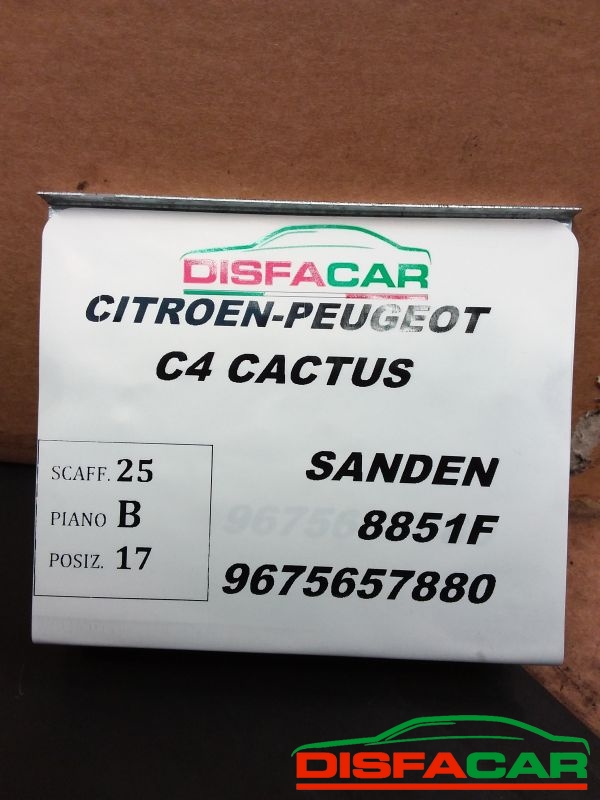 DISFACAR
CITROEN-PEUGEOT
C4 CACTUS
SANDEN
8851F
9675657880
SCAFF. 25
PIANO B
POSIZ. 17
DISFACAR